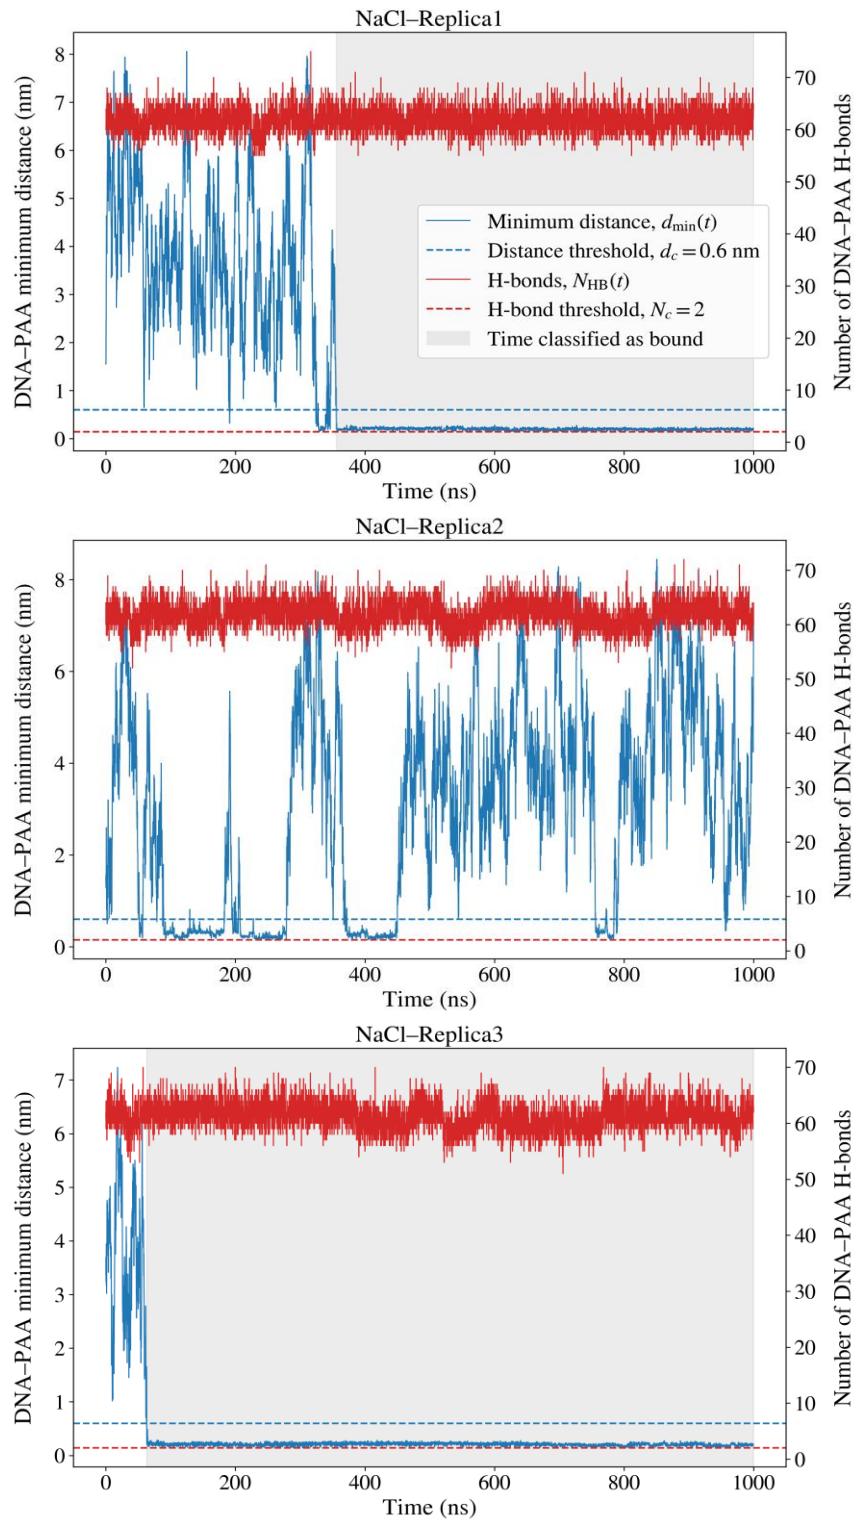 NaCl–Replica1
DNA–PAA minimum distance (nm)
8
7
6
5
4
3
2
1
0
Minimum distance, d_min(t)
Distance threshold, d_c = 0.6 nm
H-bonds, N_HB(t)
H-bond threshold, N_c = 2
Time classified as bound
70
60
50
40
30
20
10
0
Number of DNA–PAA H-bonds
0 200 400 600 800 1000
Time (ns)
NaCl–Replica2
DNA–PAA minimum distance (nm)
8
6
4
2
0
70
60
50
40
30
20
10
0
Number of DNA–PAA H-bonds
0 200 400 600 800 1000
Time (ns)
NaCl–Replica3
DNA–PAA minimum distance (nm)
7
6
5
4
3
2
1
0
70
60
50
40
30
20
10
0
Number of DNA–PAA H-bonds
0 200 400 600 800 1000
Time (ns)